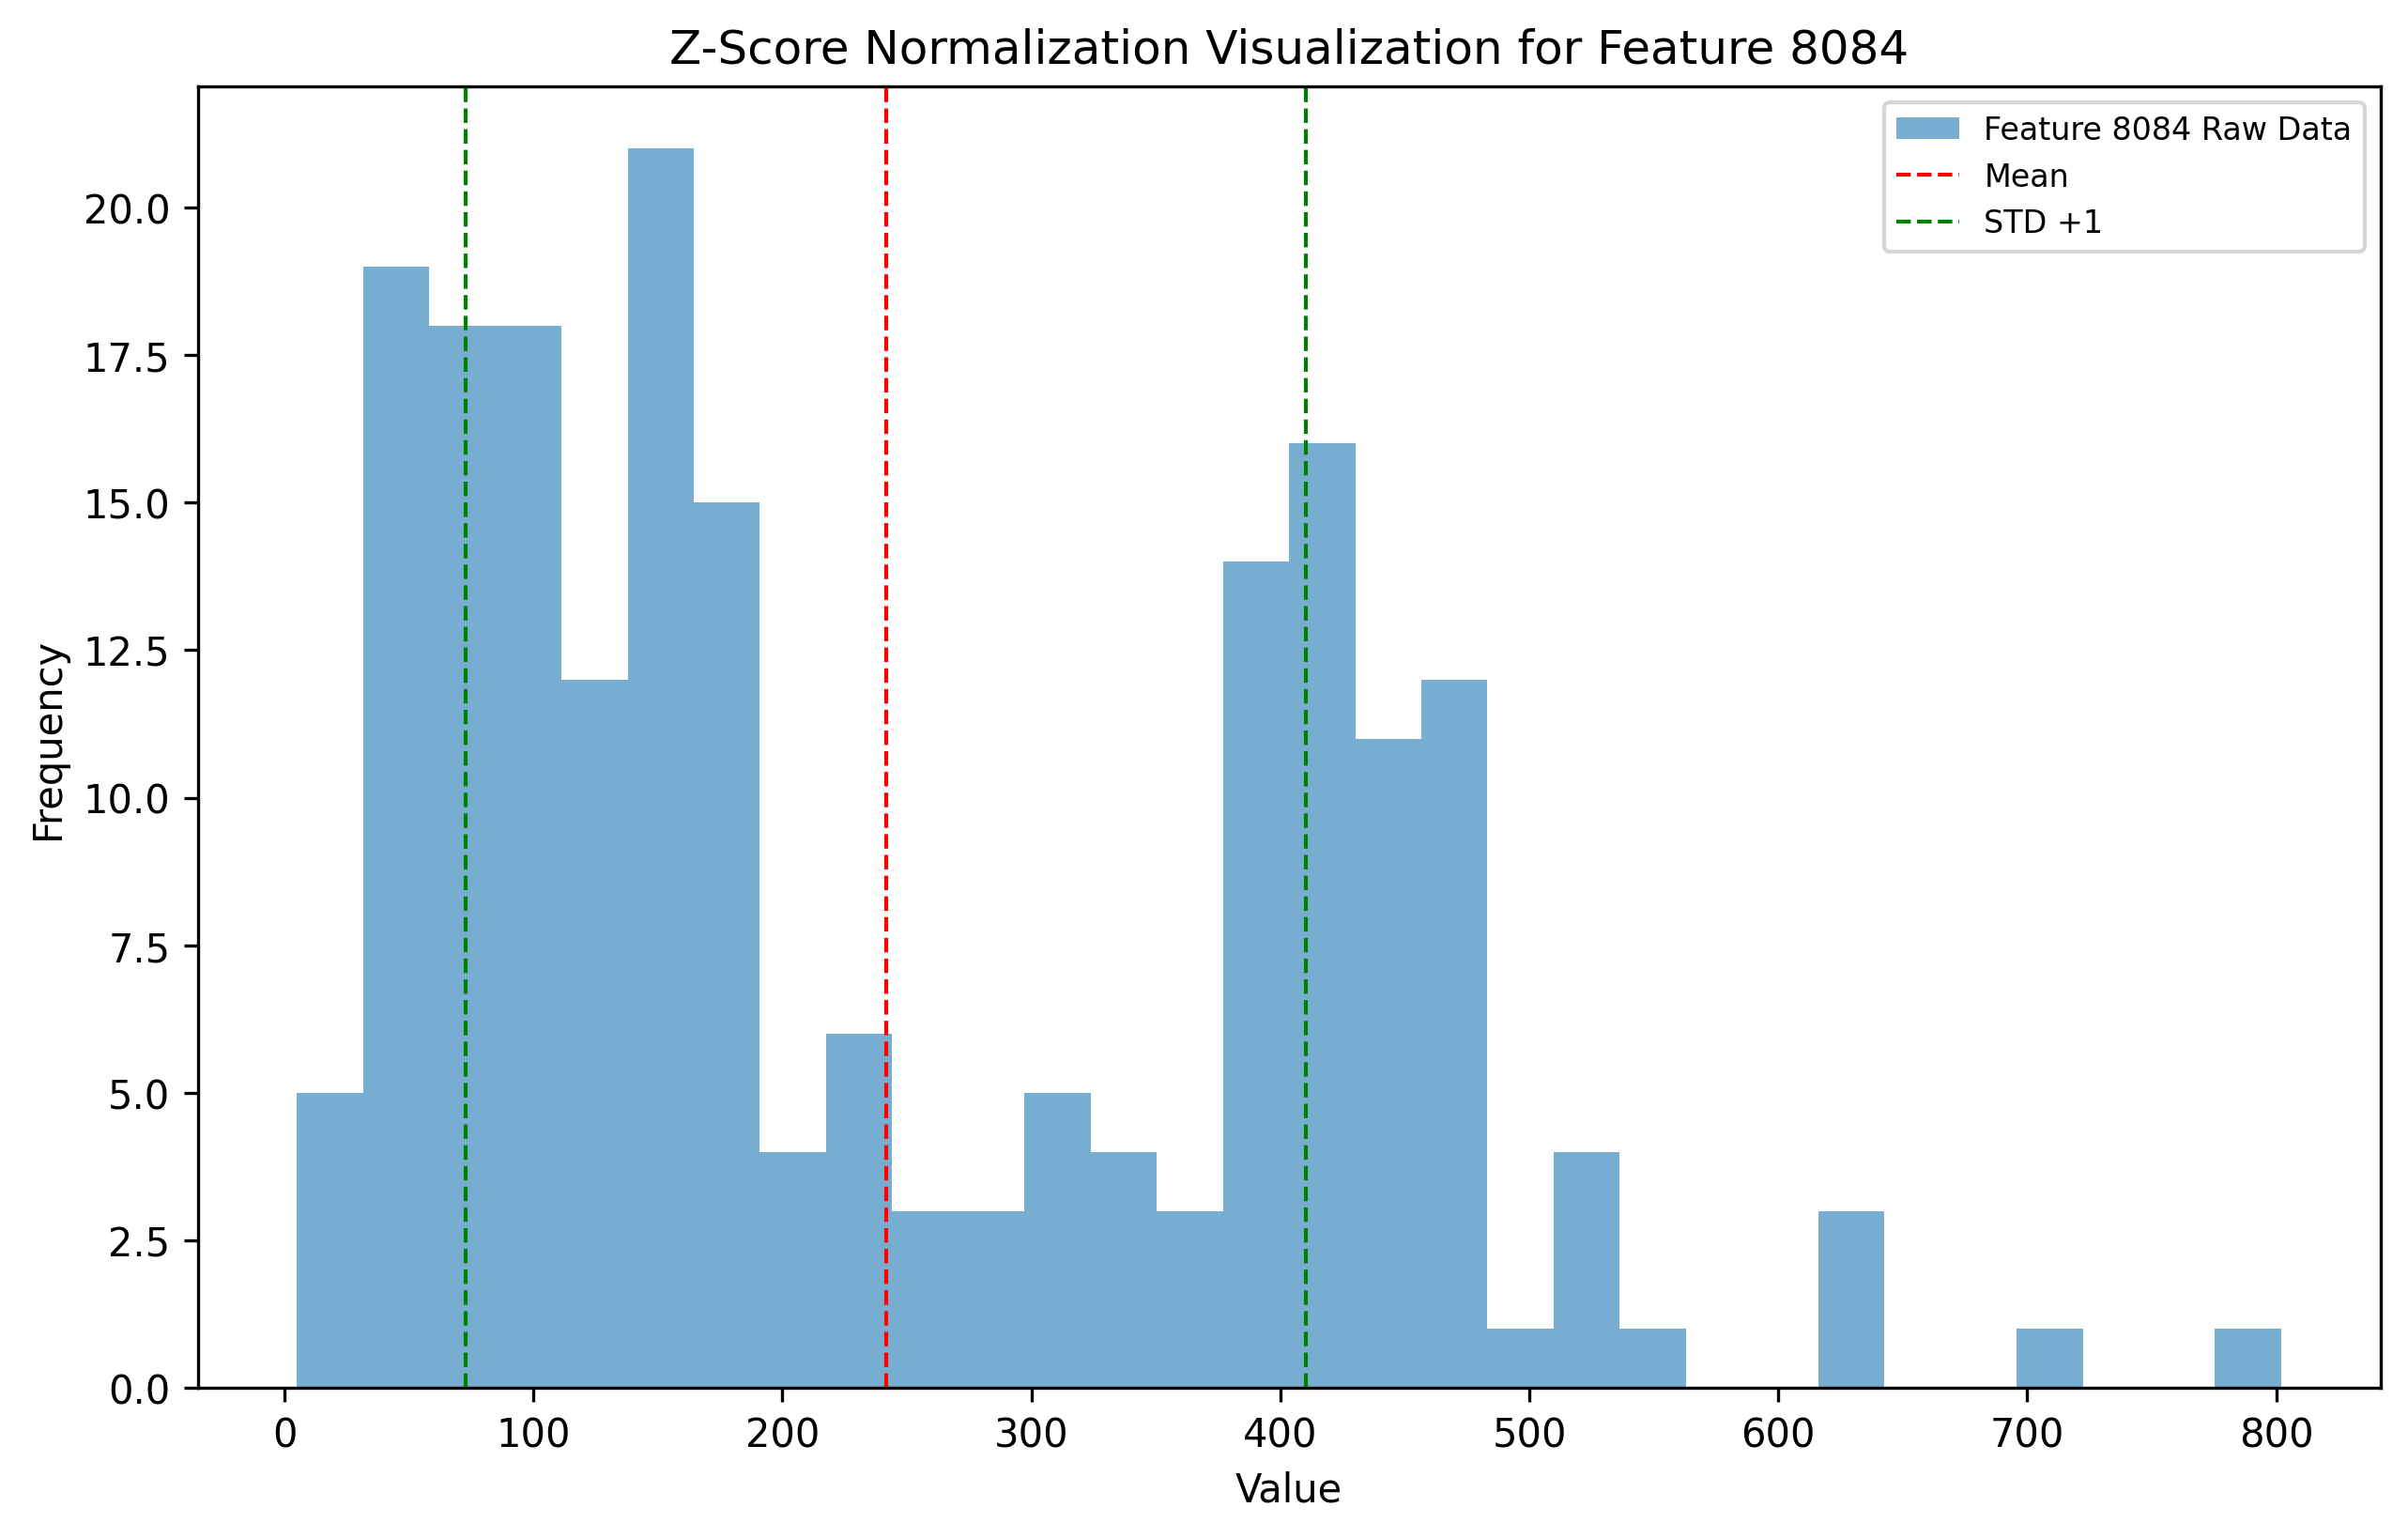 Z-Score Normalization Visualization for Feature 8084
Feature 8084 Raw Data
Mean
STD +1
20.0
17.5
15.0
12.5
10.0
7.5
5.0
2.5
0.0
Frequency
0 100 200 300 400 500 600 700 800
Value